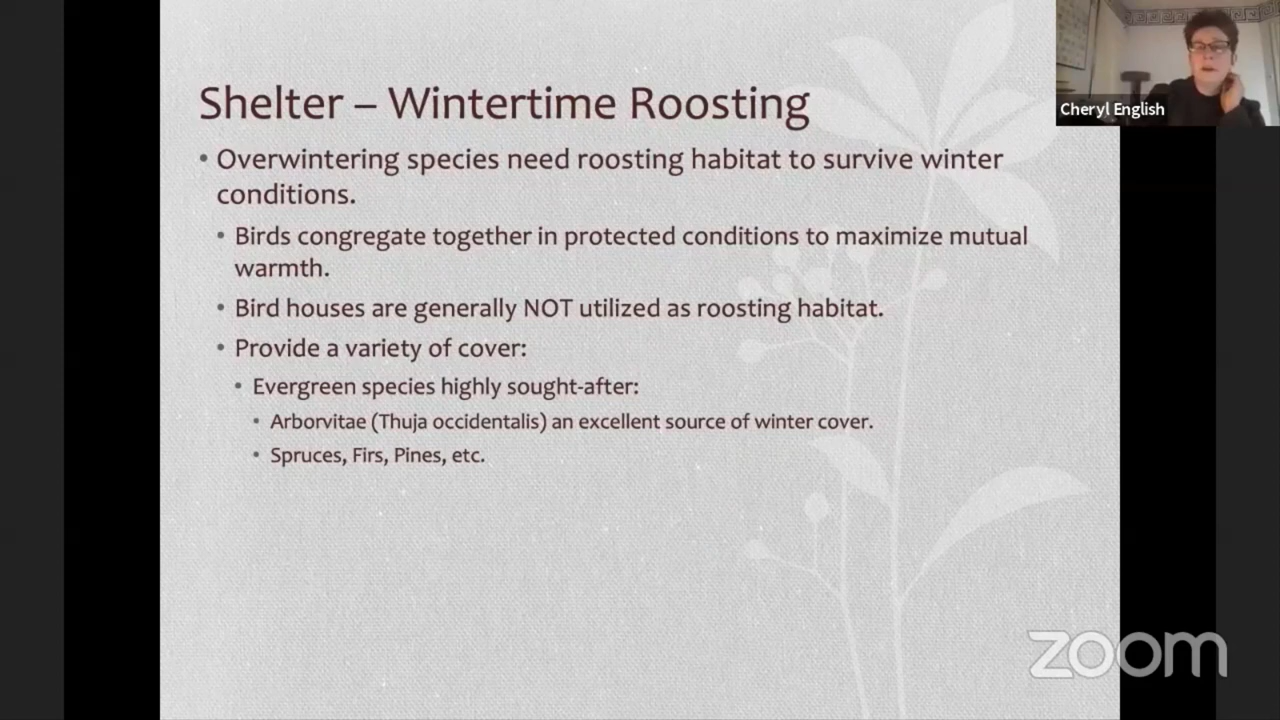 Shelter – Wintertime Roosting
• Overwintering species need roosting habitat to survive winter
conditions.
• Birds congregate together in protected conditions to maximize mutual
warmth.
• Bird houses are generally NOT utilized as roosting habitat.
• Provide a variety of cover:
• Evergreen species highly sought-after:
• Arborvitae (Thuja occidentalis) an excellent source of winter cover.
• Spruces, Firs, Pines, etc.
Cheryl English
zoom